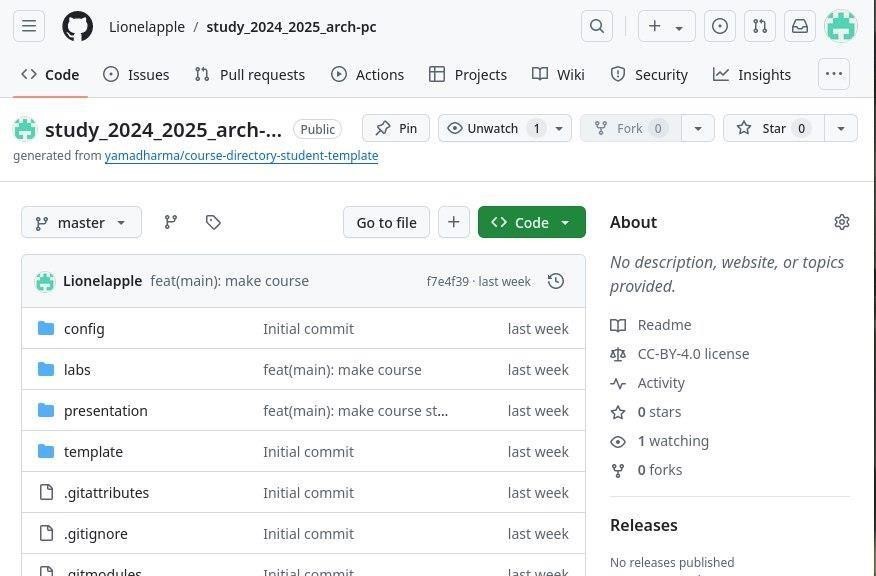 Lionelapple / study_2024_2025_arch-pc
Code Issues Pull requests Actions Projects Wiki Security Insights
study_2024_2025_arch-... Public Pin Unwatch 1 Fork 0 Star 0
generated from yamadharma/course-directory-student-template
master Go to file Code
Lionelapple feat(main): make course f7e4f39 · last week
config Initial commit last week
labs feat(main): make course last week
presentation feat(main): make course st... last week
template Initial commit last week
.gitattributes Initial commit last week
.gitignore Initial commit last week
.gitmodules Initial commit last week
About
No description, website, or topics
provided.
Readme
CC-BY-4.0 license
Activity
0 stars
1 watching
0 forks
Releases
No releases published